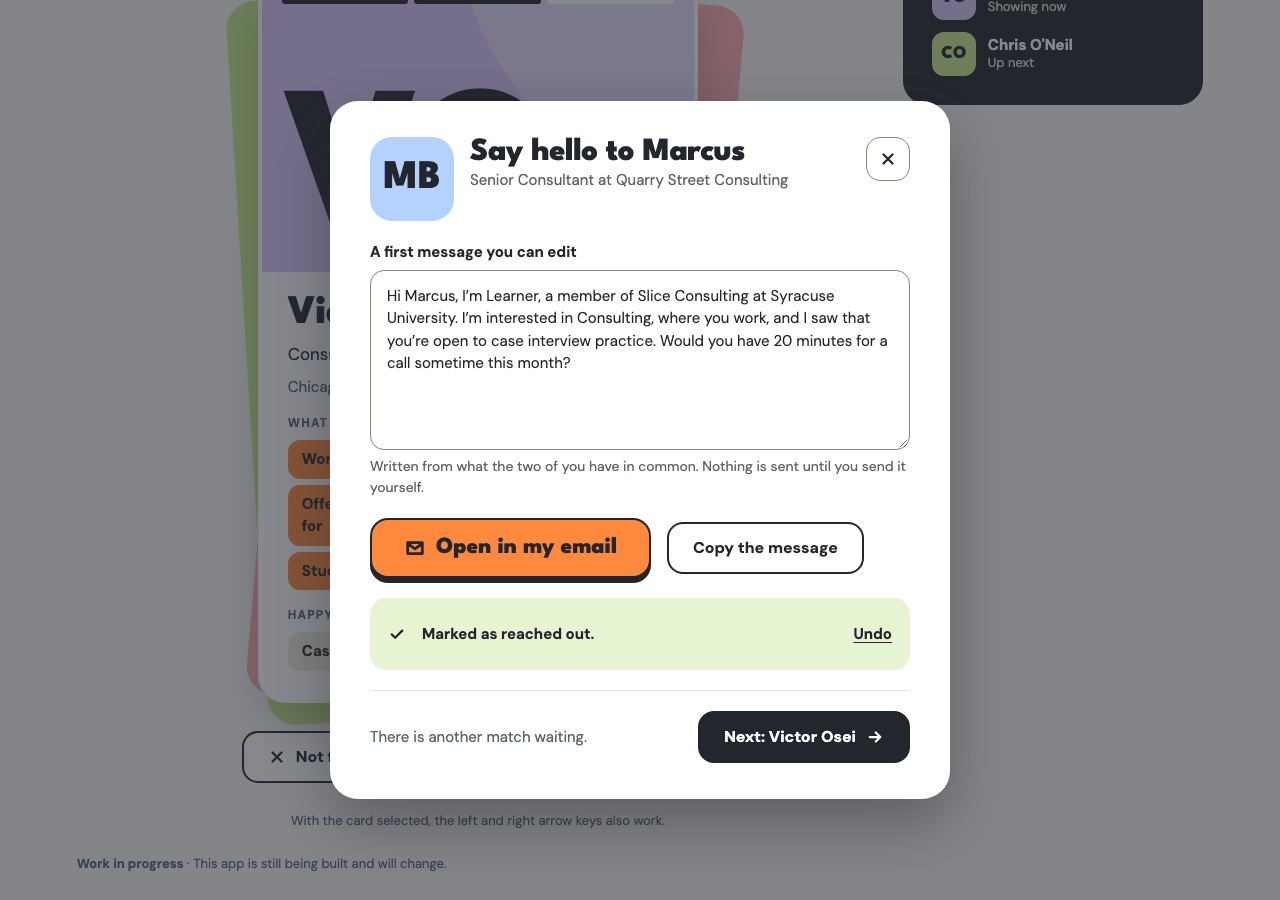 Showing now
CO
Chris O'Neil
Up next
MB
Say hello to Marcus
Senior Consultant at Quarry Street Consulting
A first message you can edit
Hi Marcus, I’m Learner, a member of Slice Consulting at Syracuse
University. I’m interested in Consulting, where you work, and I saw that
you’re open to case interview practice. Would you have 20 minutes for a
call sometime this month?
Written from what the two of you have in common. Nothing is sent until you send it
yourself.
Open in my email
Copy the message
Marked as reached out.
Undo
There is another match waiting.
Next: Victor Osei
WHAT
for
HAPPY
Not
With the card selected, the left and right arrow keys also work.
Work in progress · This app is still being built and will change.